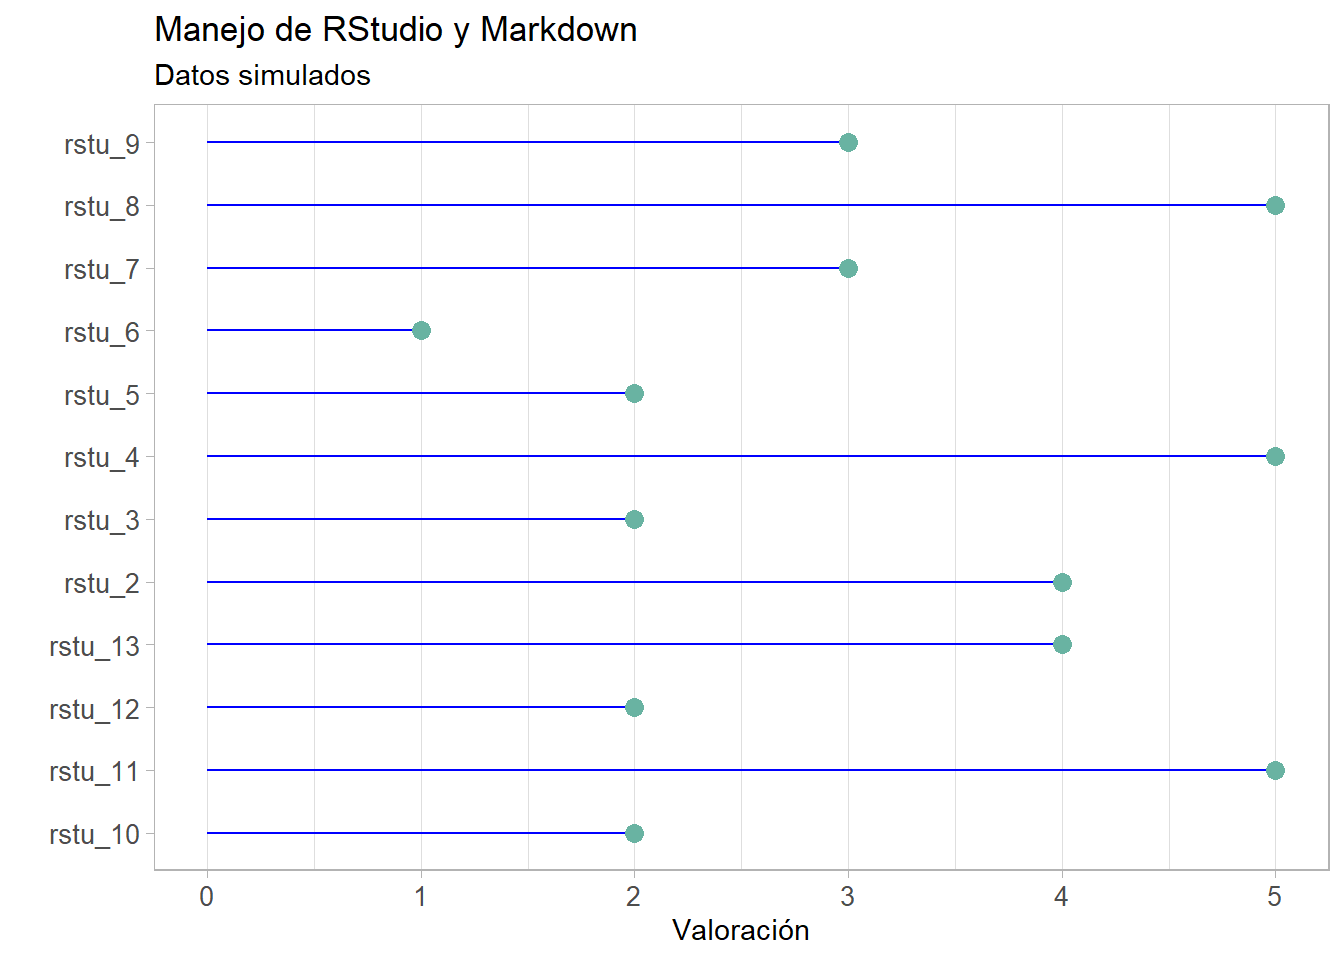 Manejo de RStudio y Markdown
Datos simulados
rstu_9
rstu_8
rstu_7
rstu_6
rstu_5
rstu_4
rstu_3
rstu_2
rstu_13
rstu_12
rstu_11
rstu_10
0 1 2 3 4 5
Valoración